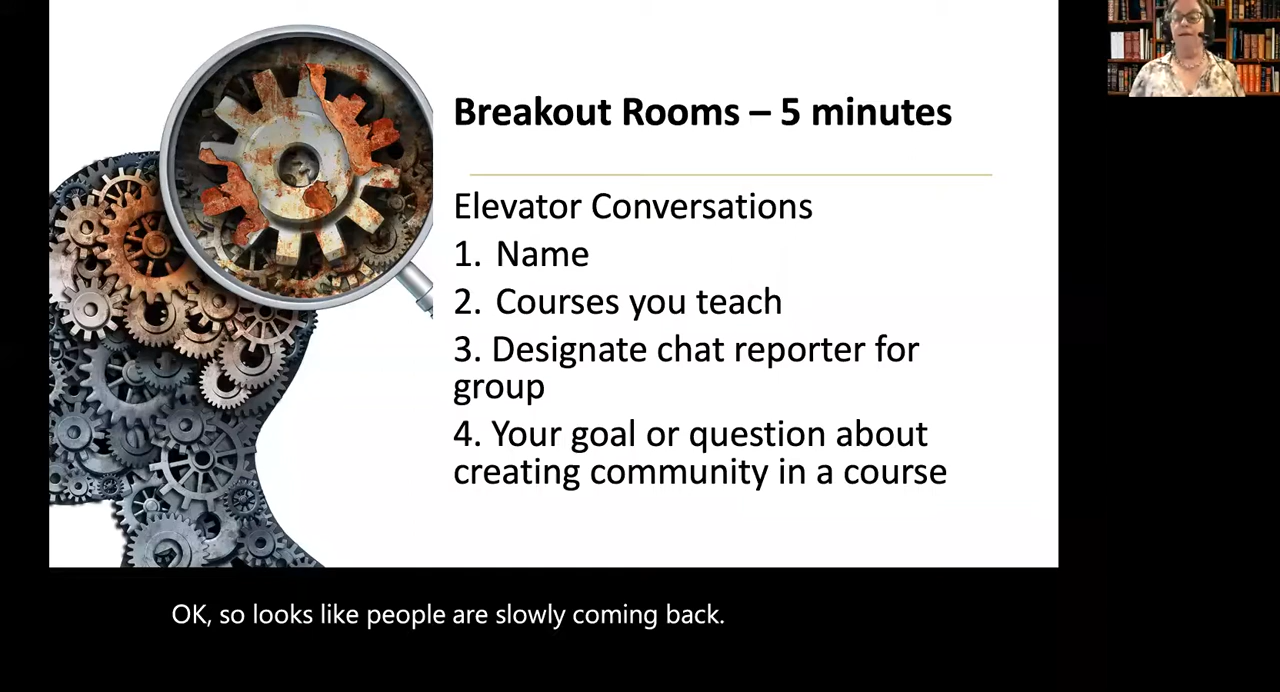 Breakout Rooms – 5 minutes
Elevator Conversations
1. Name
2. Courses you teach
3. Designate chat reporter for
group
4. Your goal or question about
creating community in a course
OK, so looks like people are slowly coming back.